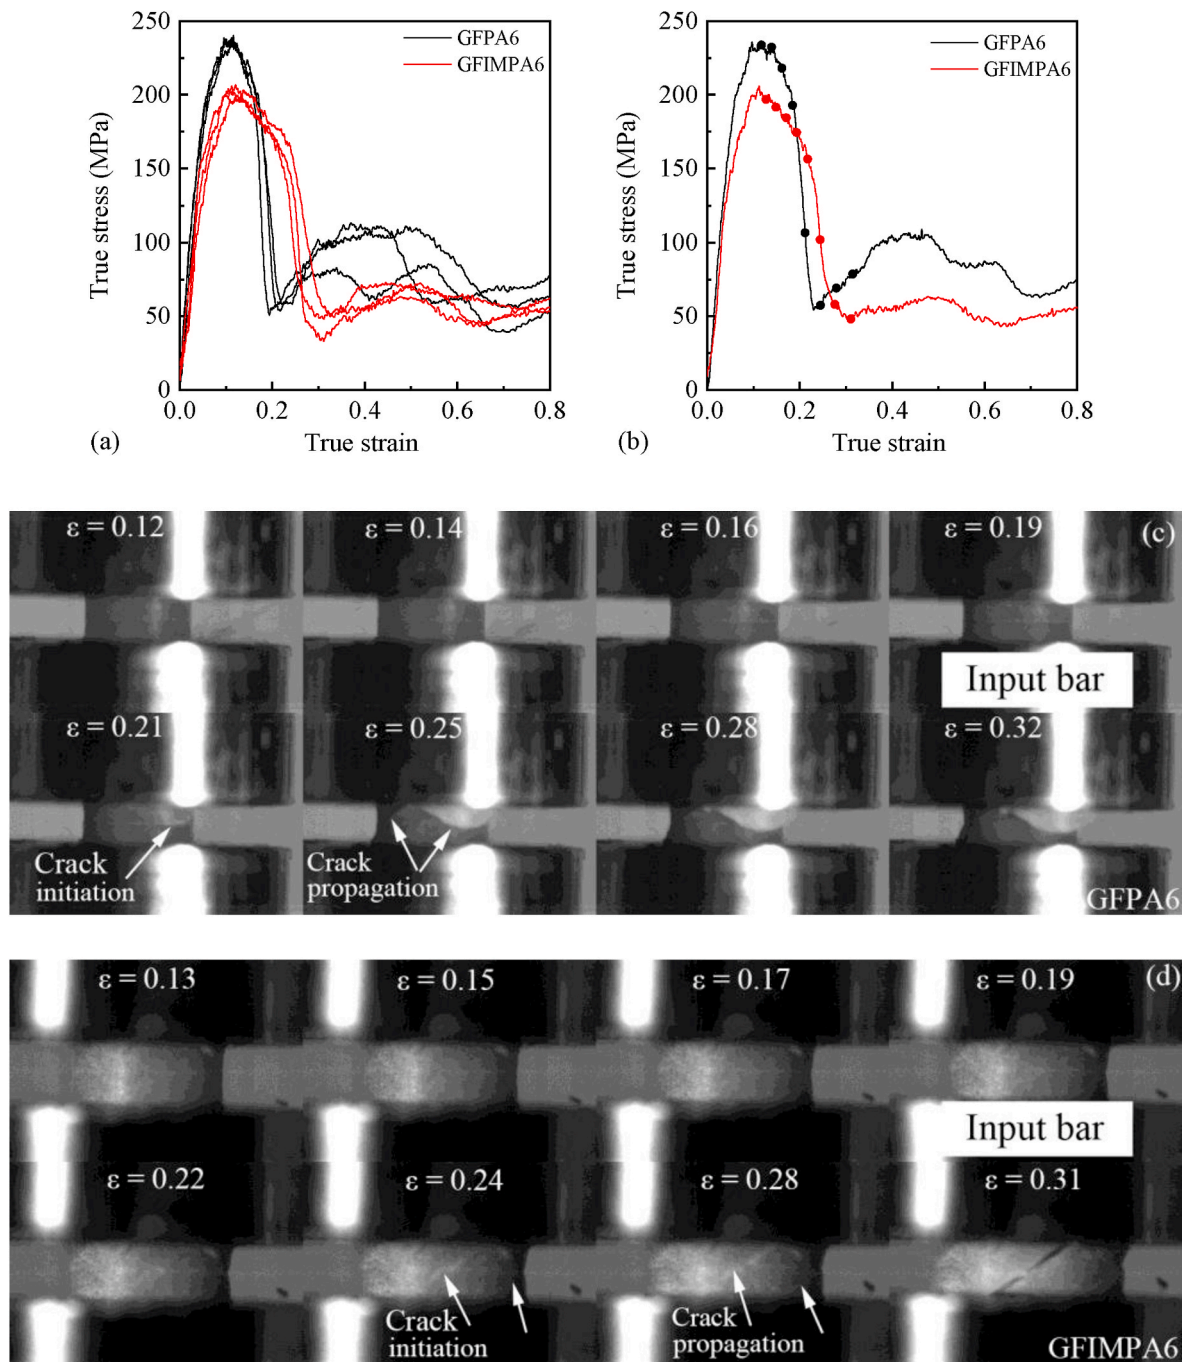 250
200
150
100
50
0
True stress (MPa)
GFPA6
GFIMPA6
0.0 0.2 0.4 0.6 0.8
(a) True strain
250
200
150
100
50
0
True stress (MPa)
GFPA6
GFIMPA6
0.0 0.2 0.4 0.6 0.8
(b) True strain
ε = 0.12 ε = 0.14 ε = 0.16 ε = 0.19 (c)
Input bar
ε = 0.21 ε = 0.25 ε = 0.28 ε = 0.32
Crack
initiation
Crack
propagation
GFPA6
ε = 0.13 ε = 0.15 ε = 0.17 ε = 0.19 (d)
Input bar
ε = 0.22 ε = 0.24 ε = 0.28 ε = 0.31
Crack
initiation
Crack
propagation
GFIMPA6